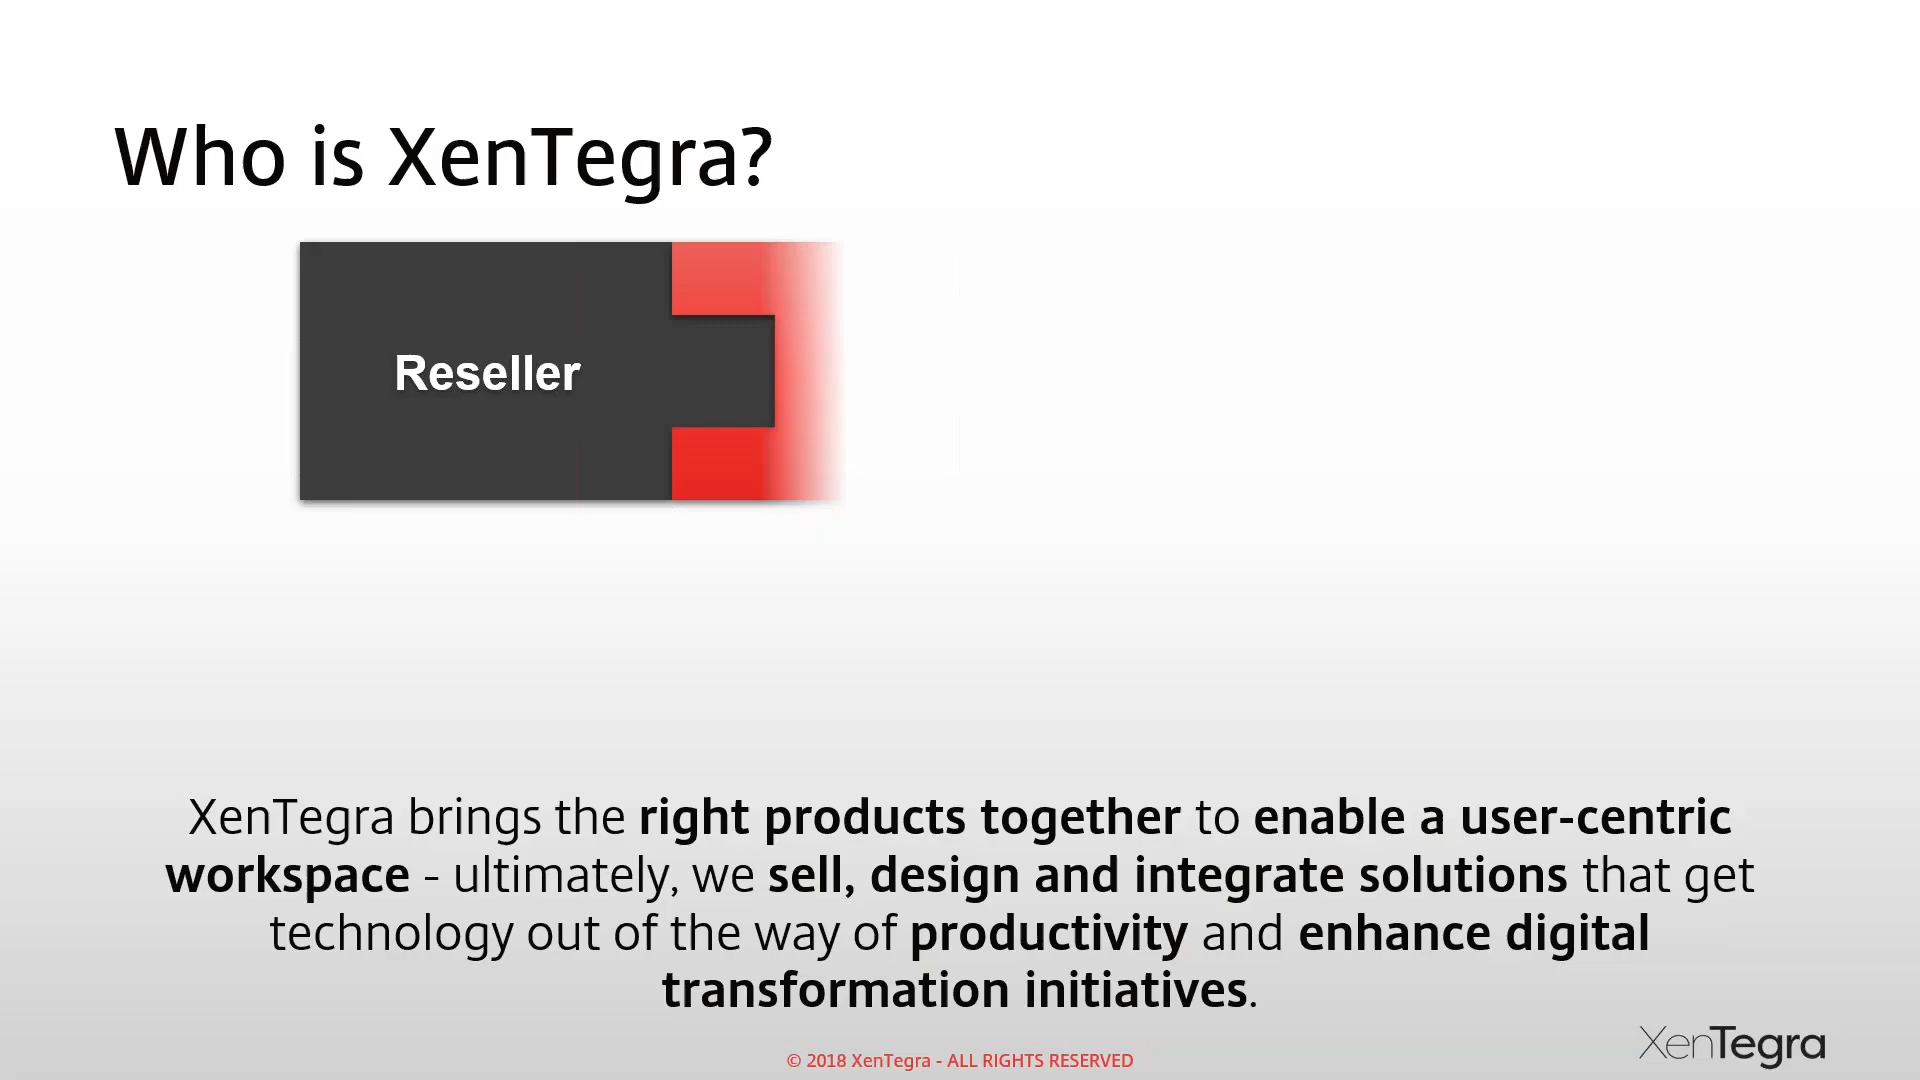 Who is XenTegra?
Reseller
XenTegra brings the right products together to enable a user-centric
workspace - ultimately, we sell, design and integrate solutions that get
technology out of the way of productivity and enhance digital
transformation initiatives.
© 2018 XenTegra - ALL RIGHTS RESERVED
XenTegra